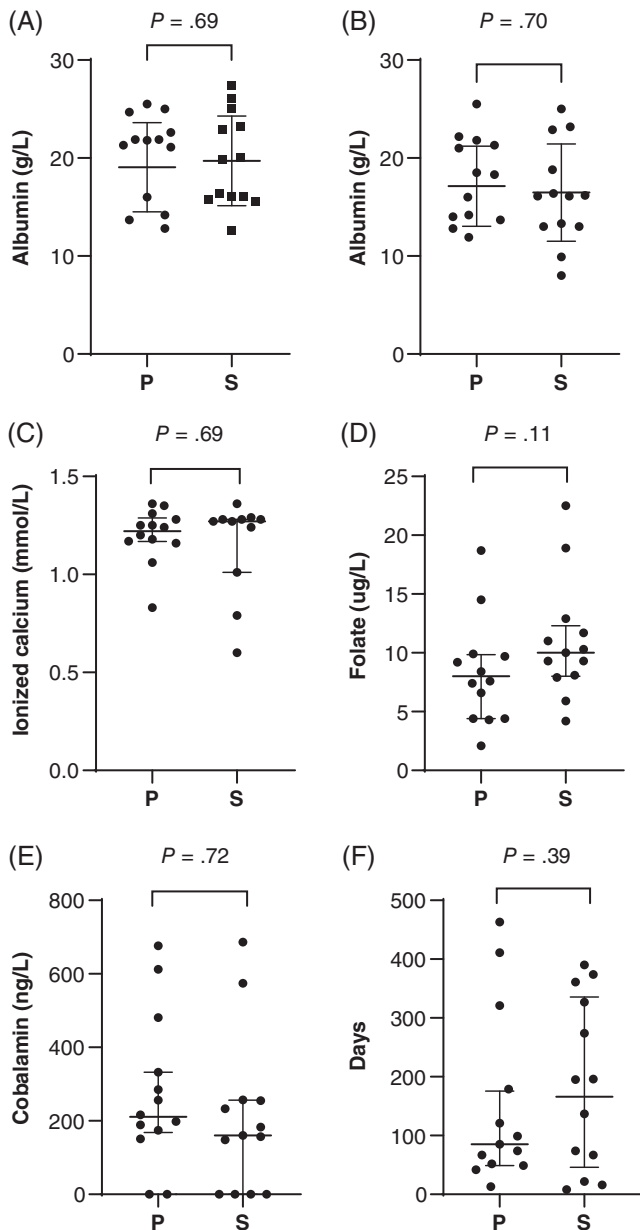 (A)
P = .69
Albumin (g/L)
30
20
10
0
P S
(B)
P = .70
Albumin (g/L)
30
20
10
0
P S
(C)
P = .69
Ionized calcium (mmol/L)
1.5
1.0
0.5
0.0
P S
(D)
P = .11
Folate (ug/L)
25
20
15
10
5
0
P S
(E)
P = .72
Cobalamin (ng/L)
800
600
400
200
0
P S
(F)
P = .39
Days
500
400
300
200
100
0
P S